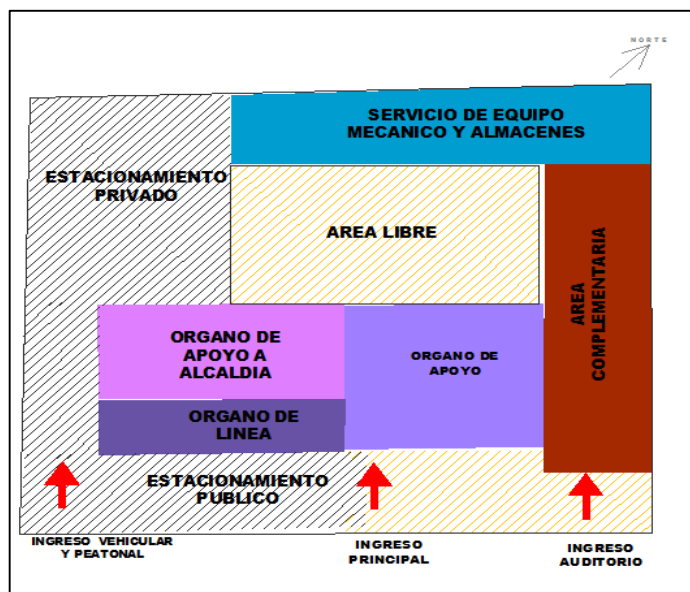 NORTE
SERVICIO DE EQUIPO
MECANICO Y ALMACENES
ESTACIONAMIENTO
PRIVADO
AREA LIBRE
AREA
COMPLEMENTARIA
ORGANO DE
APOYO A
ALCALDIA
ORGANO DE
APOYO
ORGANO DE
LINEA
ESTACIONAMIENTO
PUBLICO
INGRESO VEHICULAR
Y PEATONAL
INGRESO
PRINCIPAL
INGRESO
AUDITORIO